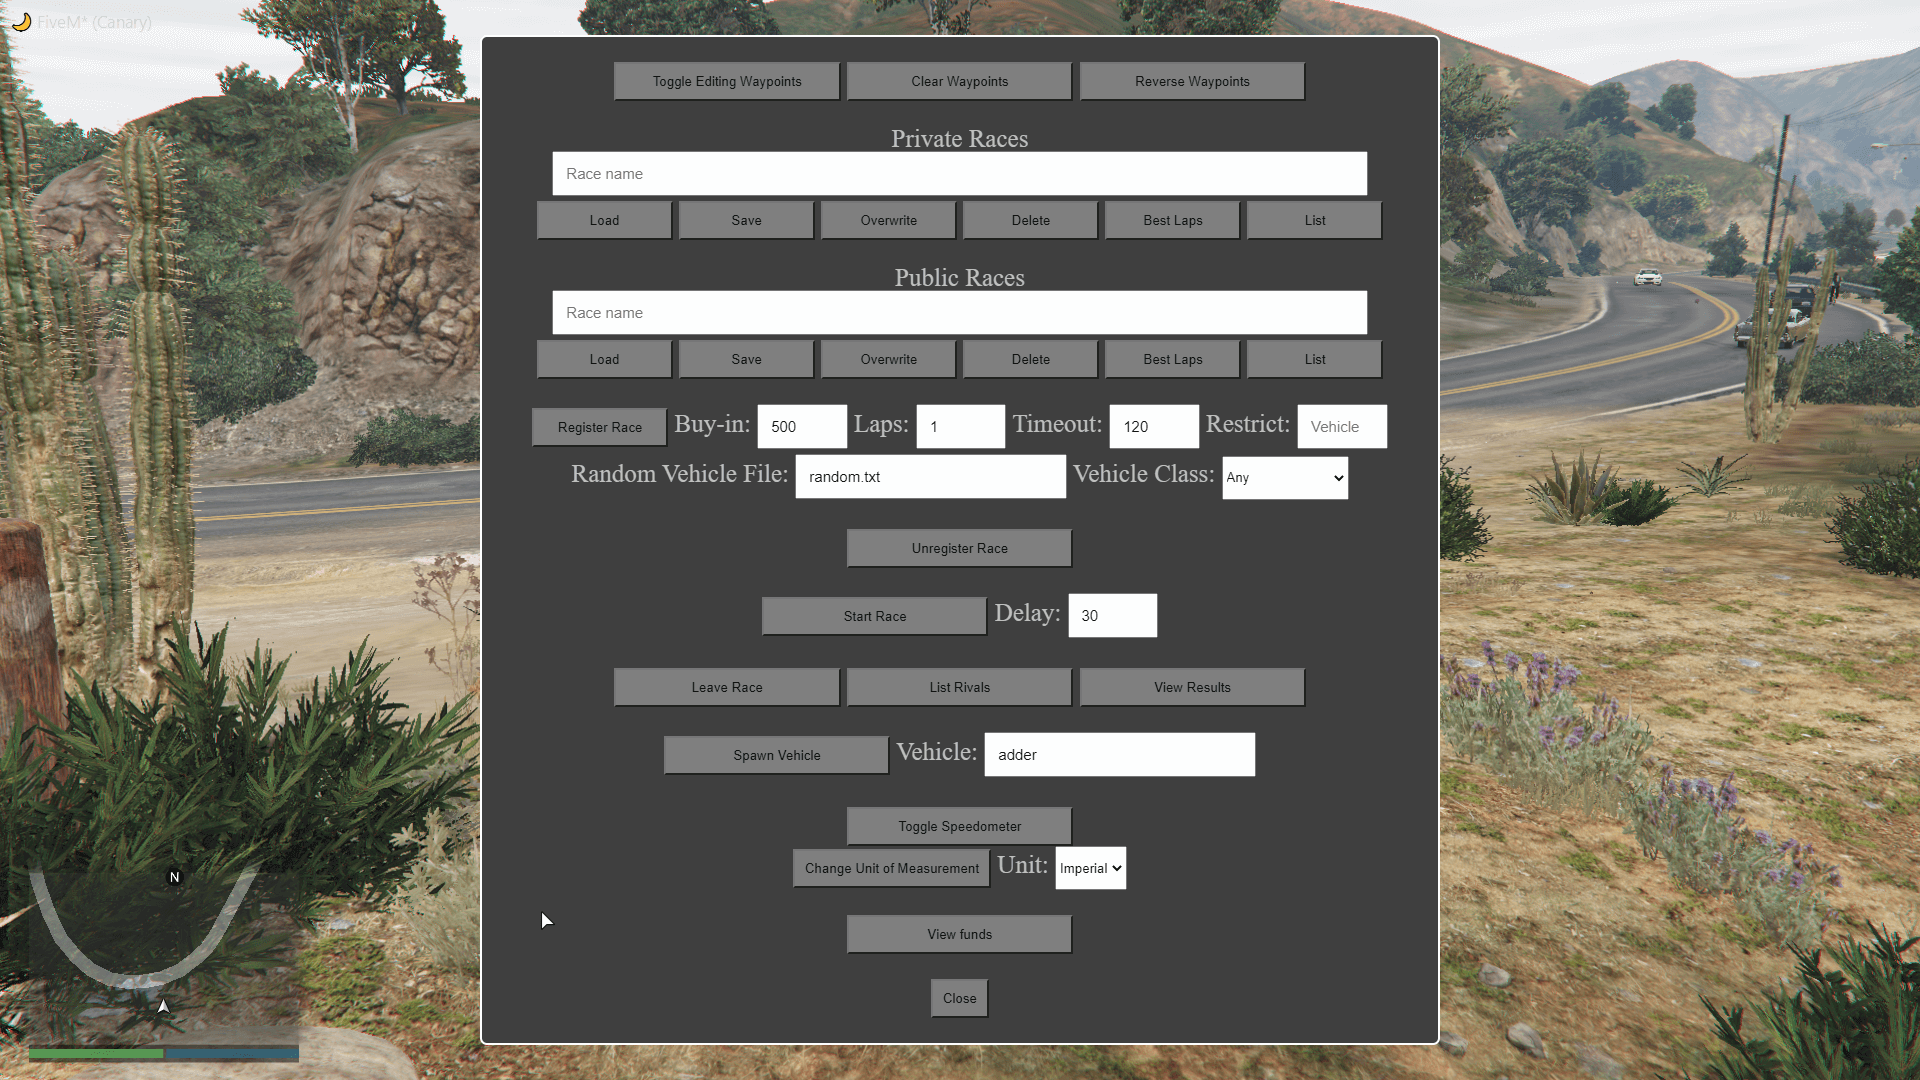 FiveM* (Canary)
Toggle Editing Waypoints Clear Waypoints Reverse Waypoints
Private Races
Race name
Load Save Overwrite Delete Best Laps List
Public Races
Race name
Load Save Overwrite Delete Best Laps List
Register Race Buy-in: 500 Laps: 1 Timeout: 120 Restrict: Vehicle
Random Vehicle File: random.txt Vehicle Class: Any
Unregister Race
Start Race Delay: 30
Leave Race List Rivals View Results
Spawn Vehicle Vehicle: adder
Toggle Speedometer
Change Unit of Measurement Unit: Imperial
N
View funds
Close